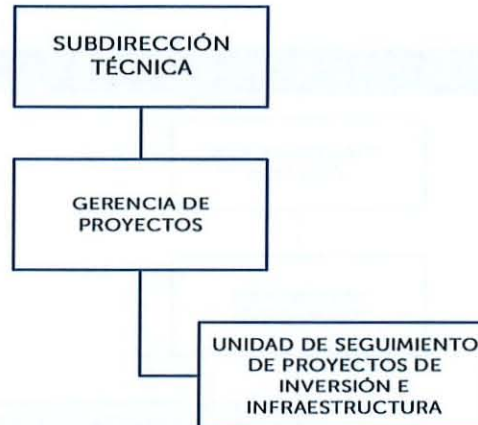 SUBDIRECCIÓN
TÉCNICA
GERENCIA DE
PROYECTOS
UNIDAD DE SEGUIMIENTO
DE PROYECTOS DE
INVERSIÓN E
INFRAESTRUCTURA